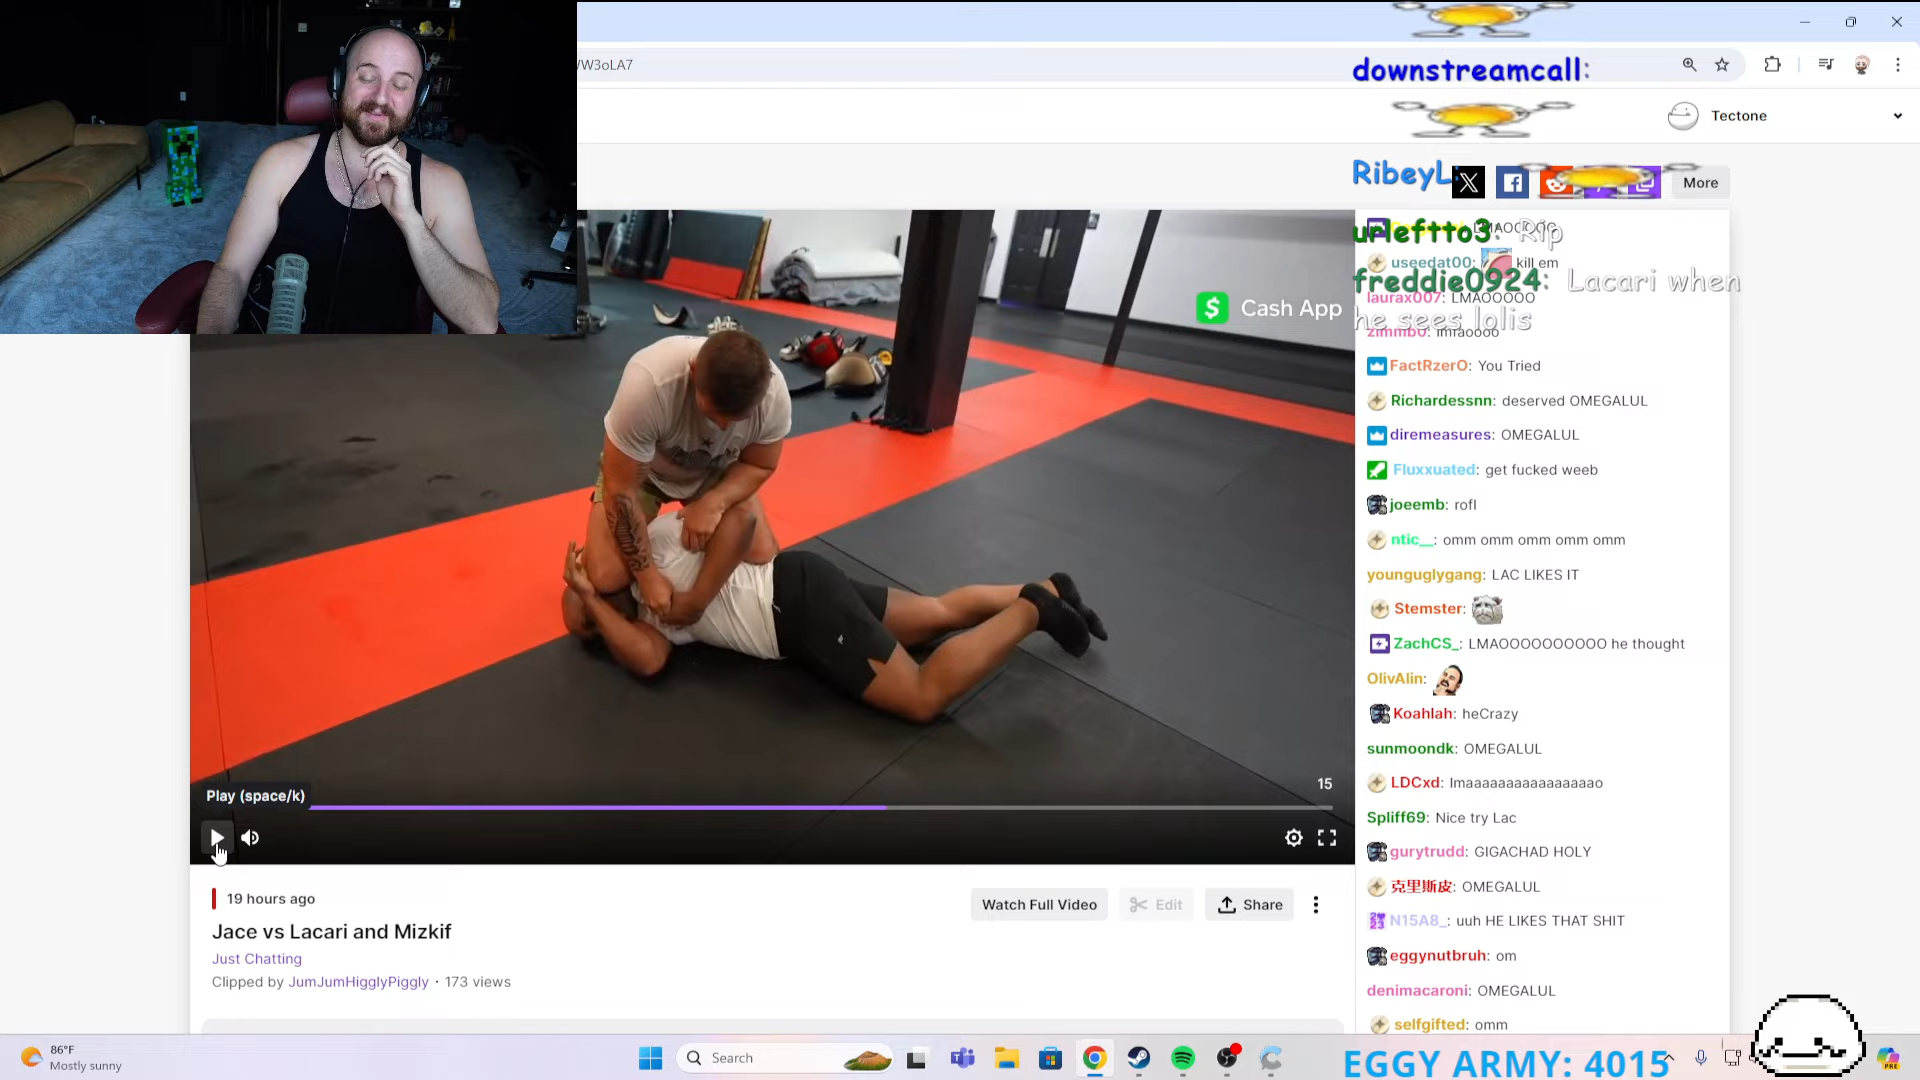 /W3oLA7
downstreamcall:
Tectone
RibeyL
More
urleftto3: Rip
LMAOOOOO
useedat00: kill em
freddie0924: Lacari when
he sees lolis
laurax007: LMAOOOOO
zimmb0: lmaoooo
FactRzerO: You Tried
Richardessnn: deserved OMEGALUL
diremeasures: OMEGALUL
Fluxxuated: get fucked weeb
joeemb: rofl
ntic__: omm omm omm omm omm
younguglygang: LAC LIKES IT
Stemster:
ZachCS_: LMAOOOOOOOOOO he thought
OlivAlin:
Koahlah: heCrazy
sunmoondk: OMEGALUL
LDCxd: lmaaaaaaaaaaaaaaaao
Spliff69: Nice try Lac
gurytrudd: GIGACHAD HOLY
克里斯皮: OMEGALUL
N15A8_: uuh HE LIKES THAT SHIT
eggynutbruh: om
denimacaroni: OMEGALUL
selfgifted: omm
$ Cash App
15
Play (space/k)
19 hours ago
Watch Full Video
Edit
Share
Jace vs Lacari and Mizkif
Just Chatting
Clipped by JumJumHigglyPiggly · 173 views
86°F
Mostly sunny
Search
EGGY ARMY: 4015